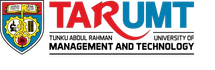 TARUMT
TUNKU ABDUL RAHMAN UNIVERSITY OF
MANAGEMENT AND TECHNOLOGY